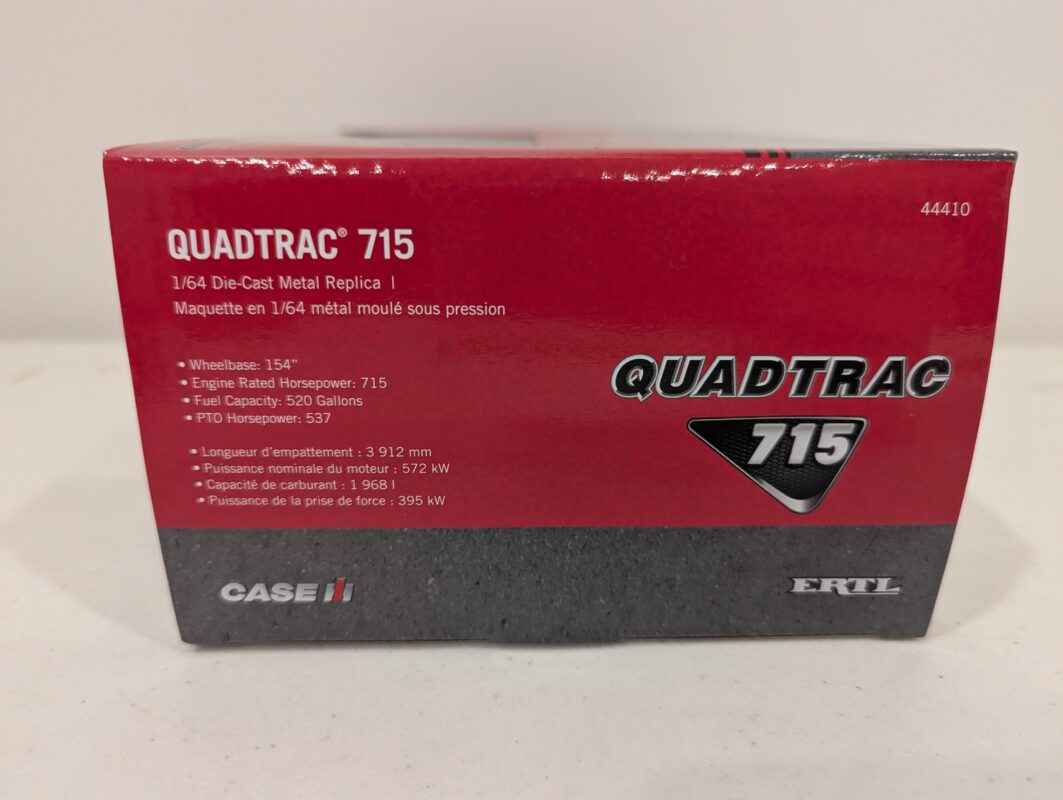 44410
QUADTRAC® 715
1/64 Die-Cast Metal Replica |
Maquette en 1/64 métal moulé sous pression
• Wheelbase: 154"
• Engine Rated Horsepower: 715
• Fuel Capacity: 520 Gallons
• PTO Horsepower: 537
• Longueur d'empattement : 3 912 mm
• Puissance nominale du moteur : 572 kW
• Capacité de carburant : 1 968 l
• Puissance de la prise de force : 395 kW
QUADTRAC
715
CASE IH
ERTL